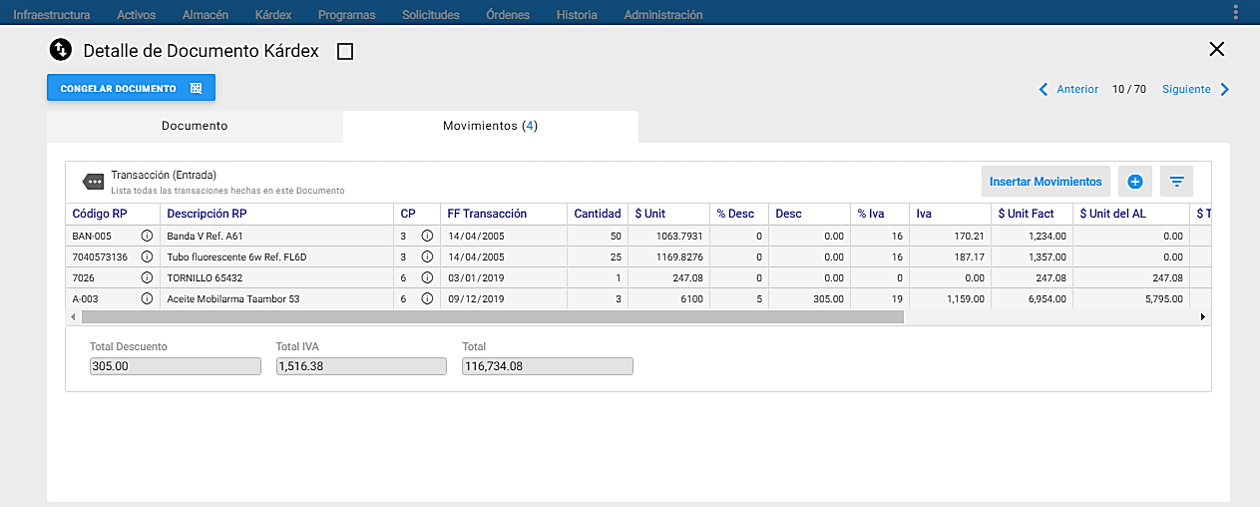 Infraestructura Activos Almacén Kárdex Programas Solicitudes Órdenes Historia Administración
Detalle de Documento Kárdex
CONGELAR DOCUMENTO
Anterior 10 / 70 Siguiente
Documento Movimientos (4)
Transacción (Entrada)
Lista todas las transaciones hechas en este Documento
Insertar Movimientos
Código RP Descripción RP CP FF Transacción Cantidad $ Unit % Desc Desc % Iva Iva $ Unit Fact $ Unit del AL $ T
BAN-005 Banda V Ref. A61 3 14/04/2005 50 1063.7931 0 0.00 16 170.21 1,234.00 0.00
7040573136 Tubo fluorescente 6w Ref. FL6D 3 14/04/2005 25 1169.8276 0 0.00 16 187.17 1,357.00 0.00
7026 TORNILLO 65432 6 03/01/2019 1 247.08 0 0.00 0 0.00 247.08 247.08
A-003 Aceite Mobilarma Taambor 53 6 09/12/2019 3 6100 5 305.00 19 1,159.00 6,954.00 5,795.00
Total Descuento Total IVA Total
305.00 1,516.38 116,734.08